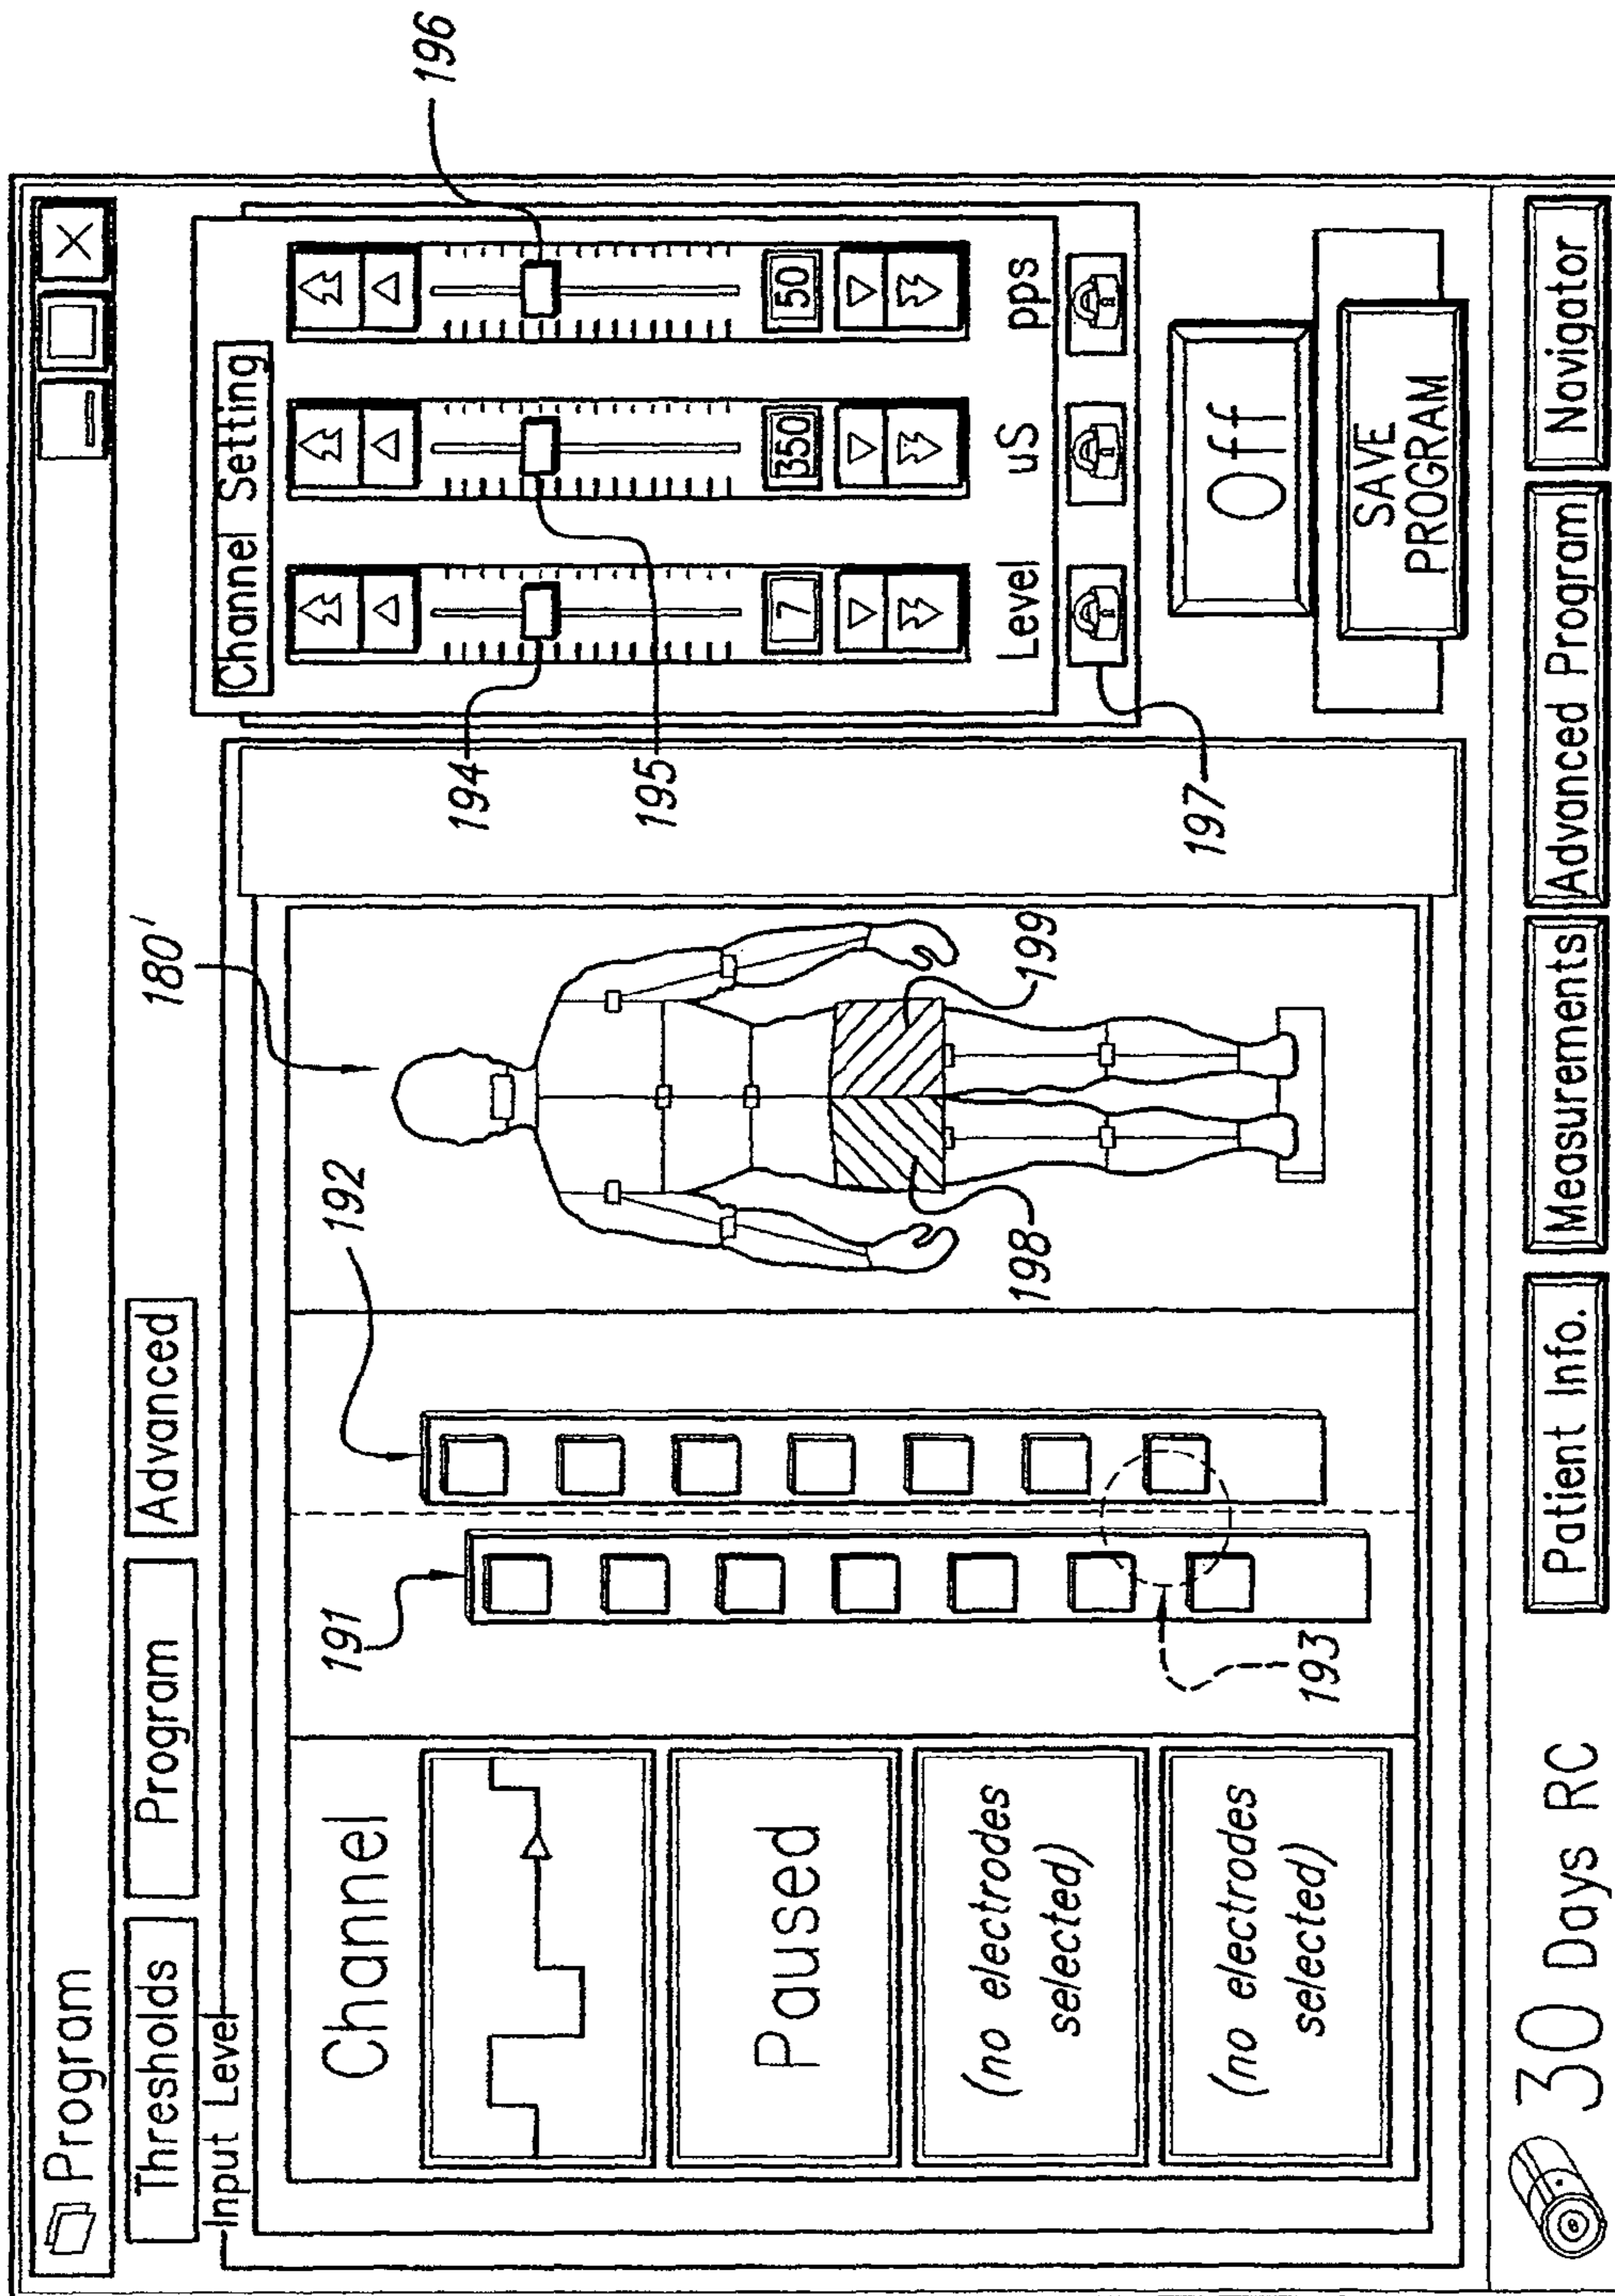 Program
Thresholds
Program
Advanced
Input Level
180'
Channel
Paused
(no electrodes
selected)
(no electrodes
selected)
191
192
193
198
199
Channel Setting
194
195
196
7
350
50
Level
uS
pps
197
Off
SAVE
PROGRAM
30 Days RC
Patient Info.
Measurements
Advanced Program
Navigator